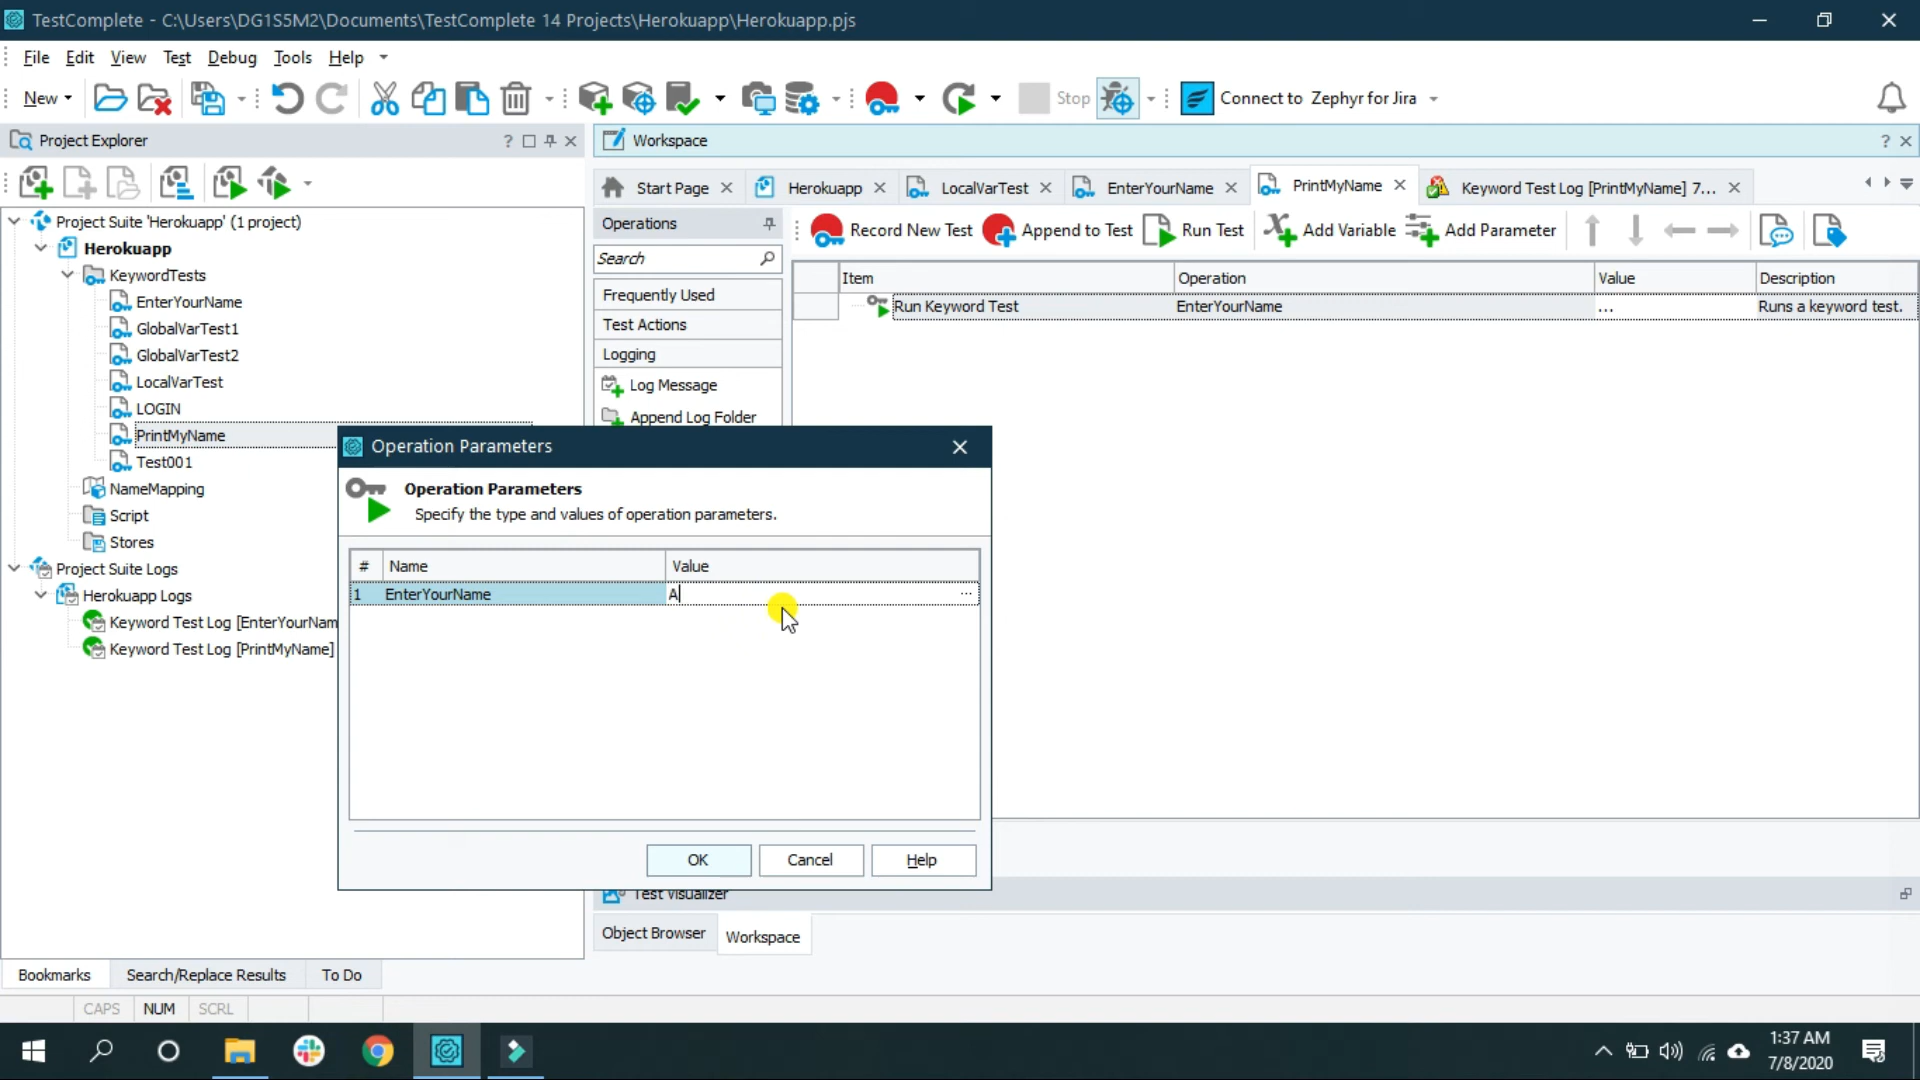 TestComplete - C:\Users\DG1S5M2\Documents\TestComplete 14 Projects\Herokuapp\Herokuapp.pjs
File Edit View Test Debug Tools Help
New Stop Connect to Zephyr for Jira
Project Explorer ?
Workspace ?
Start Page Herokuapp LocalVarTest EnterYourName PrintMyName Keyword Test Log [PrintMyName] 7...
Project Suite 'Herokuapp' (1 project)
Herokuapp
KeywordTests
EnterYourName
GlobalVarTest1
GlobalVarTest2
LocalVarTest
LOGIN
PrintMyName
Test001
NameMapping
Script
Stores
Project Suite Logs
Herokuapp Logs
Keyword Test Log [EnterYourNam
Keyword Test Log [PrintMyName]
Operations
Search
Frequently Used
Test Actions
Logging
Log Message
Append Log Folder
Record New Test Append to Test Run Test Add Variable Add Parameter
Item Operation Value Description
Run Keyword Test EnterYourName ... Runs a keyword test.
Operation Parameters
Operation Parameters
Specify the type and values of operation parameters.
# Name Value
1 EnterYourName A ...
OK Cancel Help
Test Visualizer
Object Browser Workspace
Bookmarks Search/Replace Results To Do
CAPS NUM SCRL
1:37 AM
7/8/2020